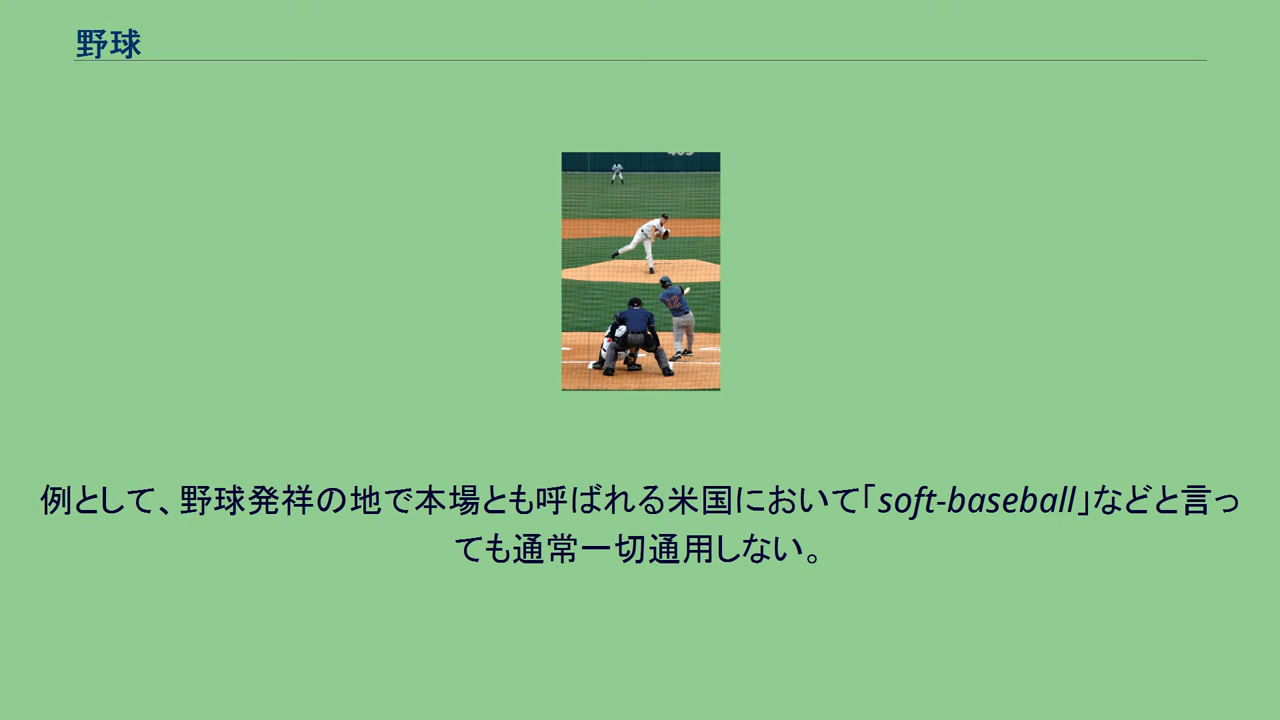 野球
例として、野球発祥の地で本場とも呼ばれる米国において「soft-baseball」などと言っ
ても通常一切通用しない。
12